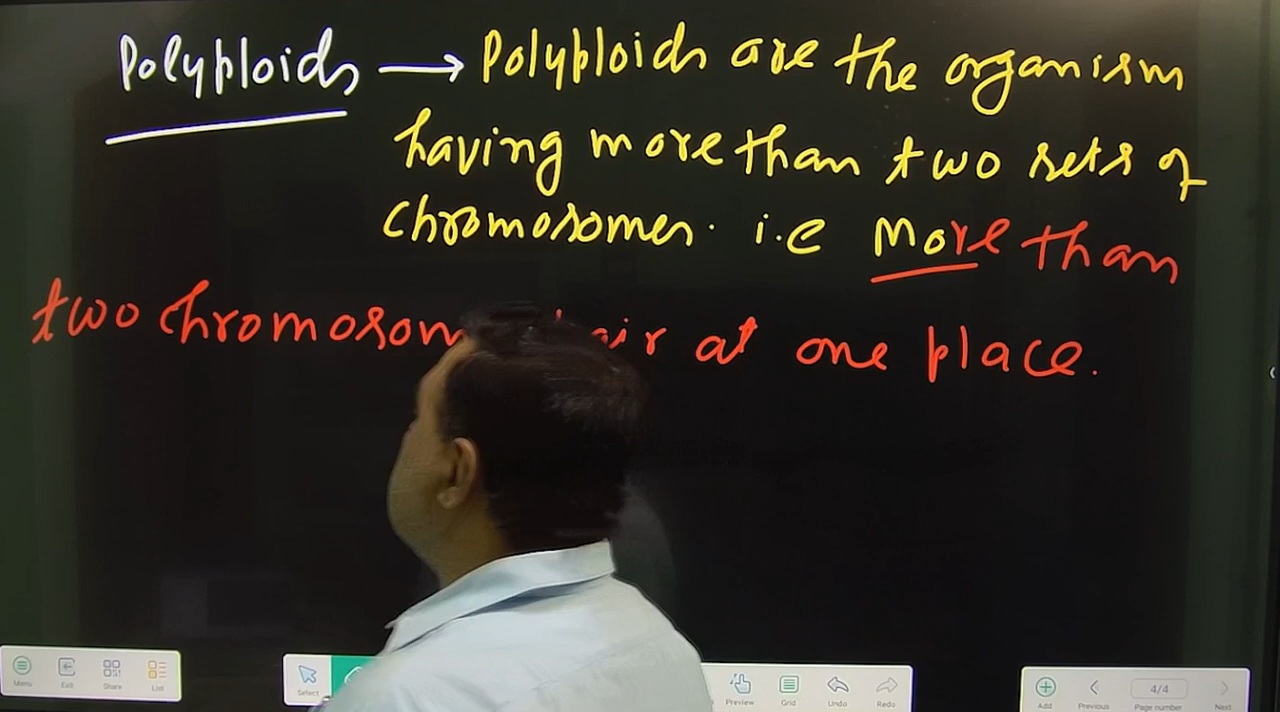 Polyploids → Polyploids are the organism
having more than two sets of
chromosomes. i.e More than
two chromosom pair at one place.
Menu Exit Share List Select Preview Grid Undo Redo Add Previous 4/4 Page number Next